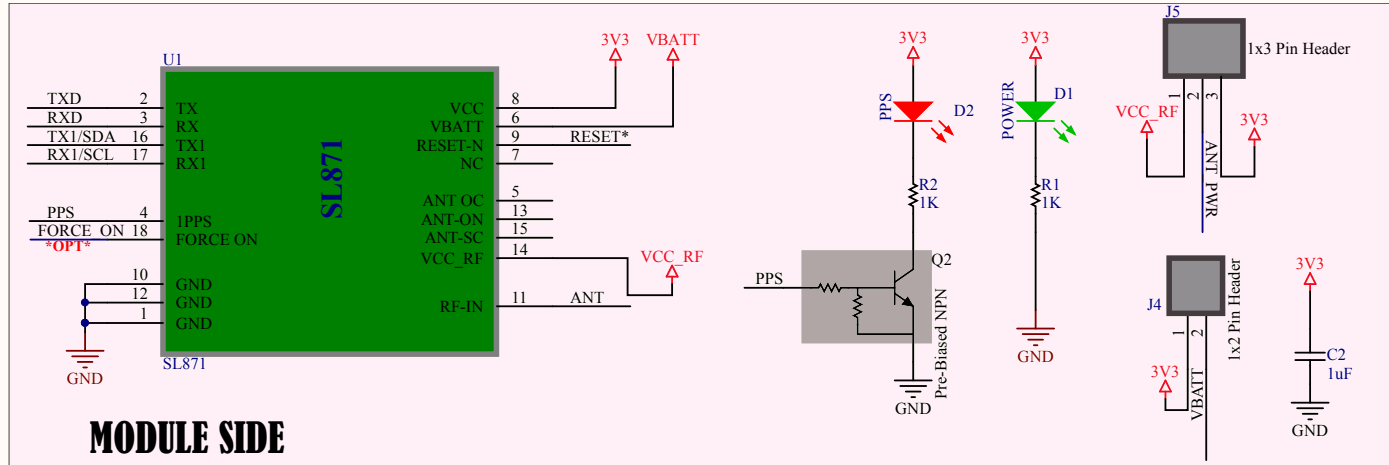 U1
SL871
TXD 2 TX
RXD 3 RX
TX1/SDA 16 TX1
RX1/SCL 17 RX1
PPS 4 1PPS
FORCE ON 18 FORCE ON
*OPT*
10 GND
12 GND
1 GND
GND
SL871
3V3 VBATT
VCC 8
VBATT 6
RESET-N 9 RESET*
NC 7
ANT OC 5
ANT-ON 13
ANT-SC 15
VCC_RF 14
VCC_RF
RF-IN 11 ANT
MODULE SIDE
3V3
PPS
D2
R2
1K
Q2
PPS
Pre-Biased NPN
GND
3V3
POWER
D1
R1
1K
GND
J5
1x3 Pin Header
1 2 3
VCC_RF
ANT PWR
3V3
J4
1x2 Pin Header
1 2
3V3
VBATT
3V3
C2
1uF
GND